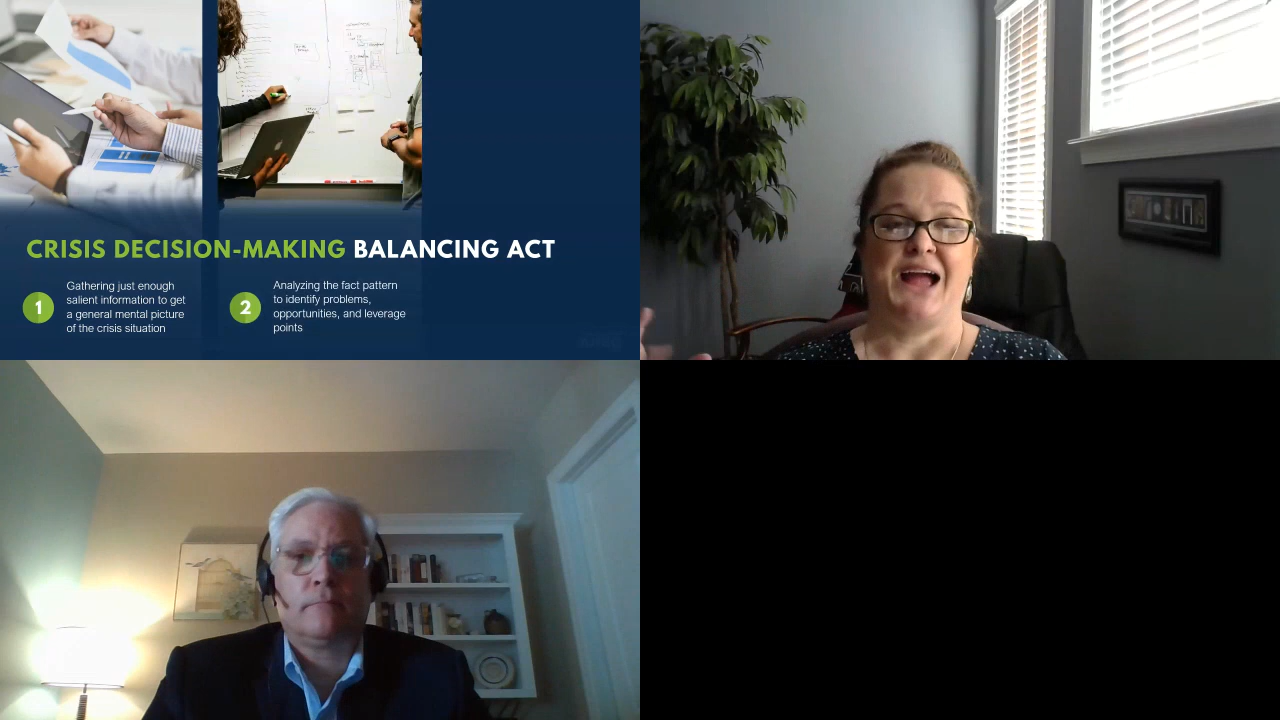 CRISIS DECISION-MAKING BALANCING ACT
1
Gathering just enough
salient information to get
a general mental picture
of the crisis situation
2
Analyzing the fact pattern
to identify problems,
opportunities, and leverage
points